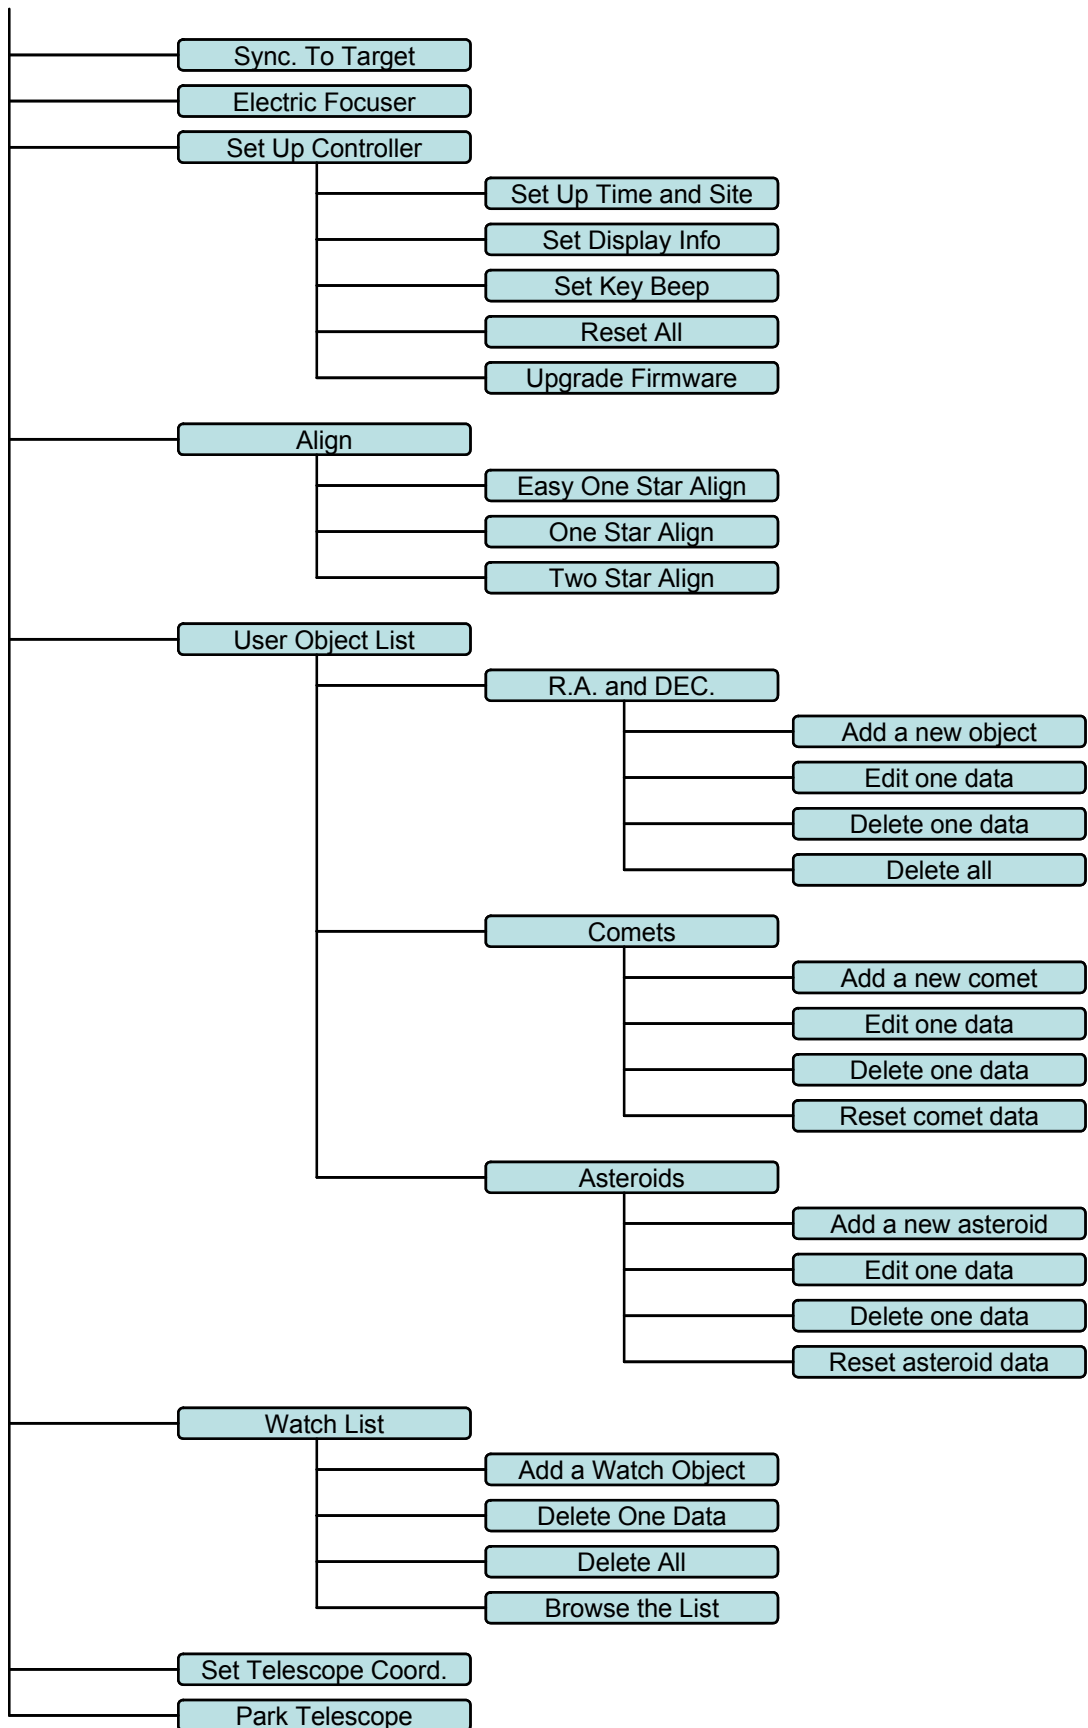 Sync. To Target
Electric Focuser
Set Up Controller
Set Up Time and Site
Set Display Info
Set Key Beep
Reset All
Upgrade Firmware
Align
Easy One Star Align
One Star Align
Two Star Align
User Object List
R.A. and DEC.
Add a new object
Edit one data
Delete one data
Delete all
Comets
Add a new comet
Edit one data
Delete one data
Reset comet data
Asteroids
Add a new asteroid
Edit one data
Delete one data
Reset asteroid data
Watch List
Add a Watch Object
Delete One Data
Delete All
Browse the List
Set Telescope Coord.
Park Telescope